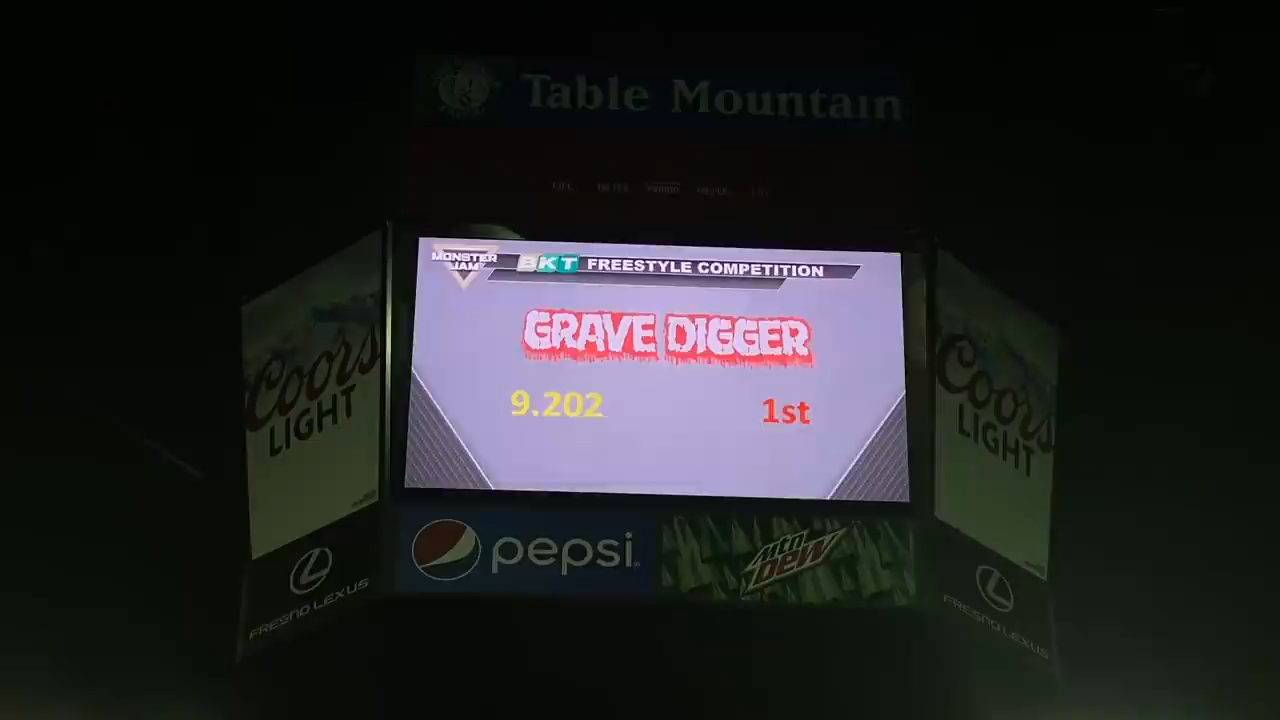 Table Mountain
MONSTER
JAM
BKT FREESTYLE COMPETITION
GRAVE DIGGER
9.202
1st
Coors
LIGHT
Coors
LIGHT
pepsi
mtn
DEW
FRESNO LEXUS
FRESNO LEXUS